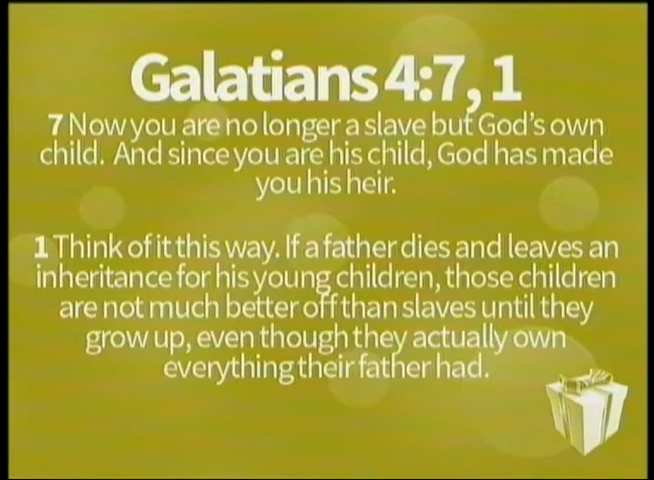 Galatians 4:7, 1
7 Now you are no longer a slave but God's own
child. And since you are his child, God has made
you his heir.
1 Think of it this way. If a father dies and leaves an
inheritance for his young children, those children
are not much better off than slaves until they
grow up, even though they actually own
everything their father had.